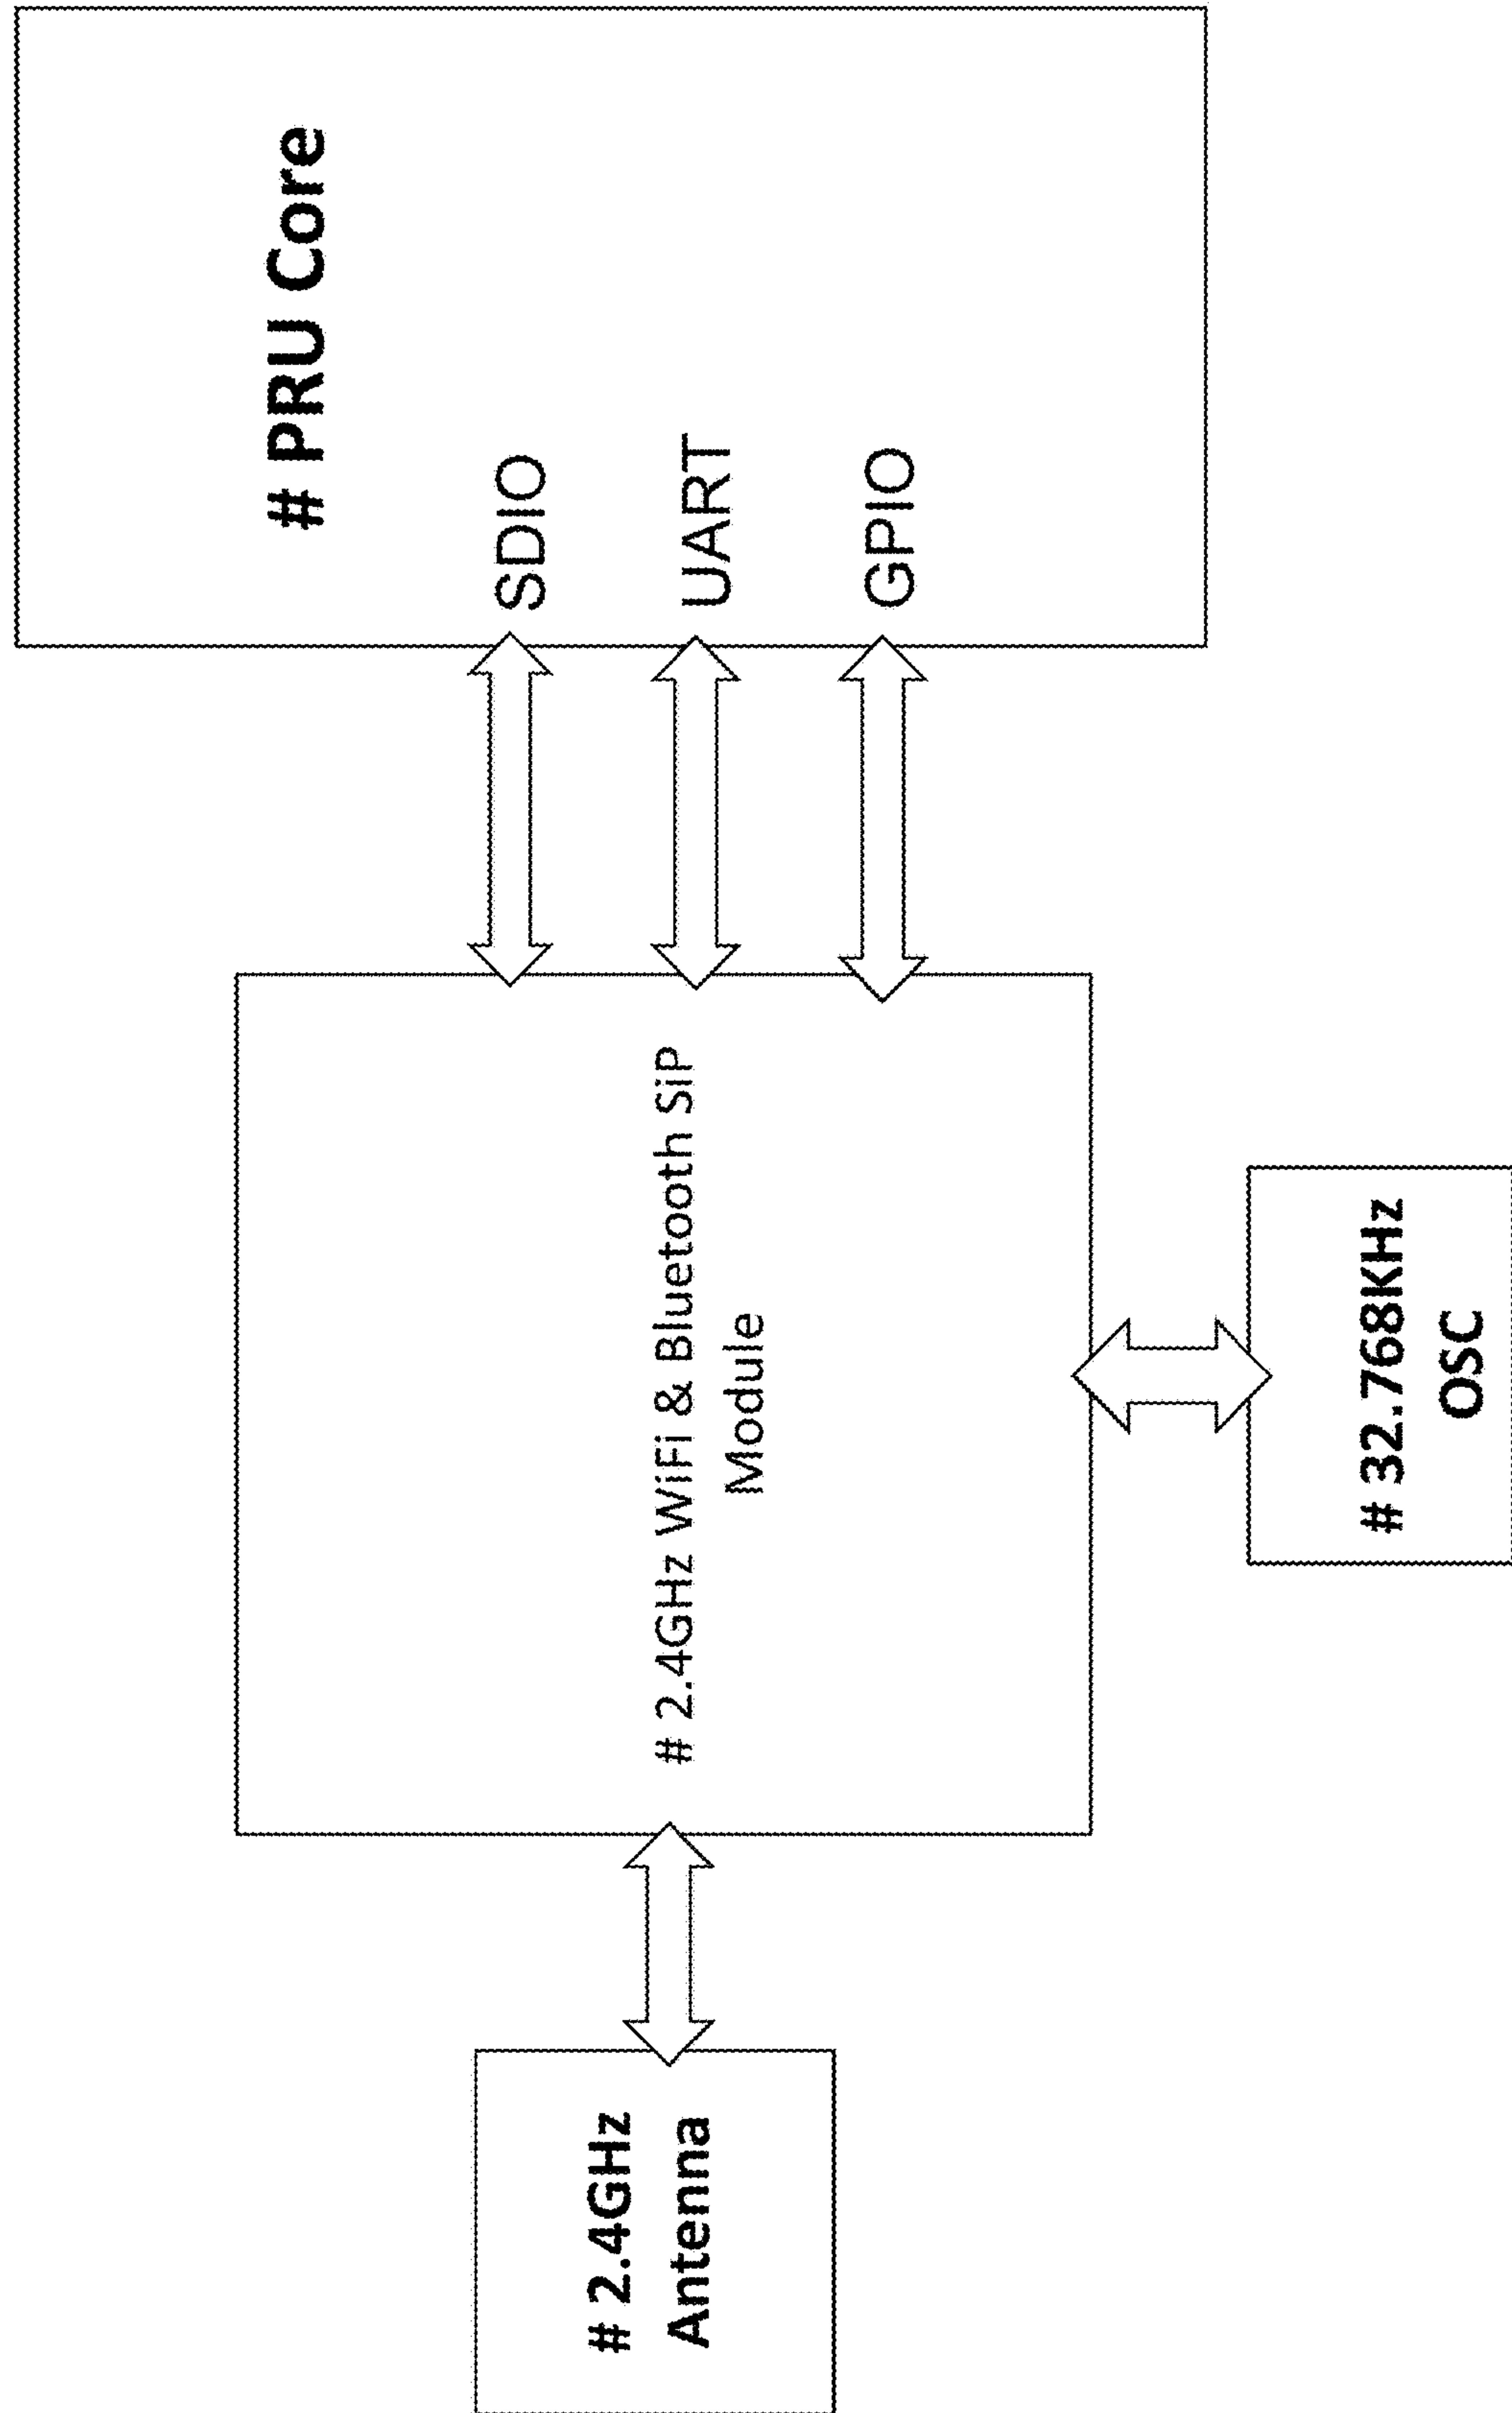 # PRU Core
SDIO
UART
GPIO
# 2.4GHz WiFi & Bluetooth SiP
Module
# 2.4GHz
Antenna
# 32.768KHz
OSC